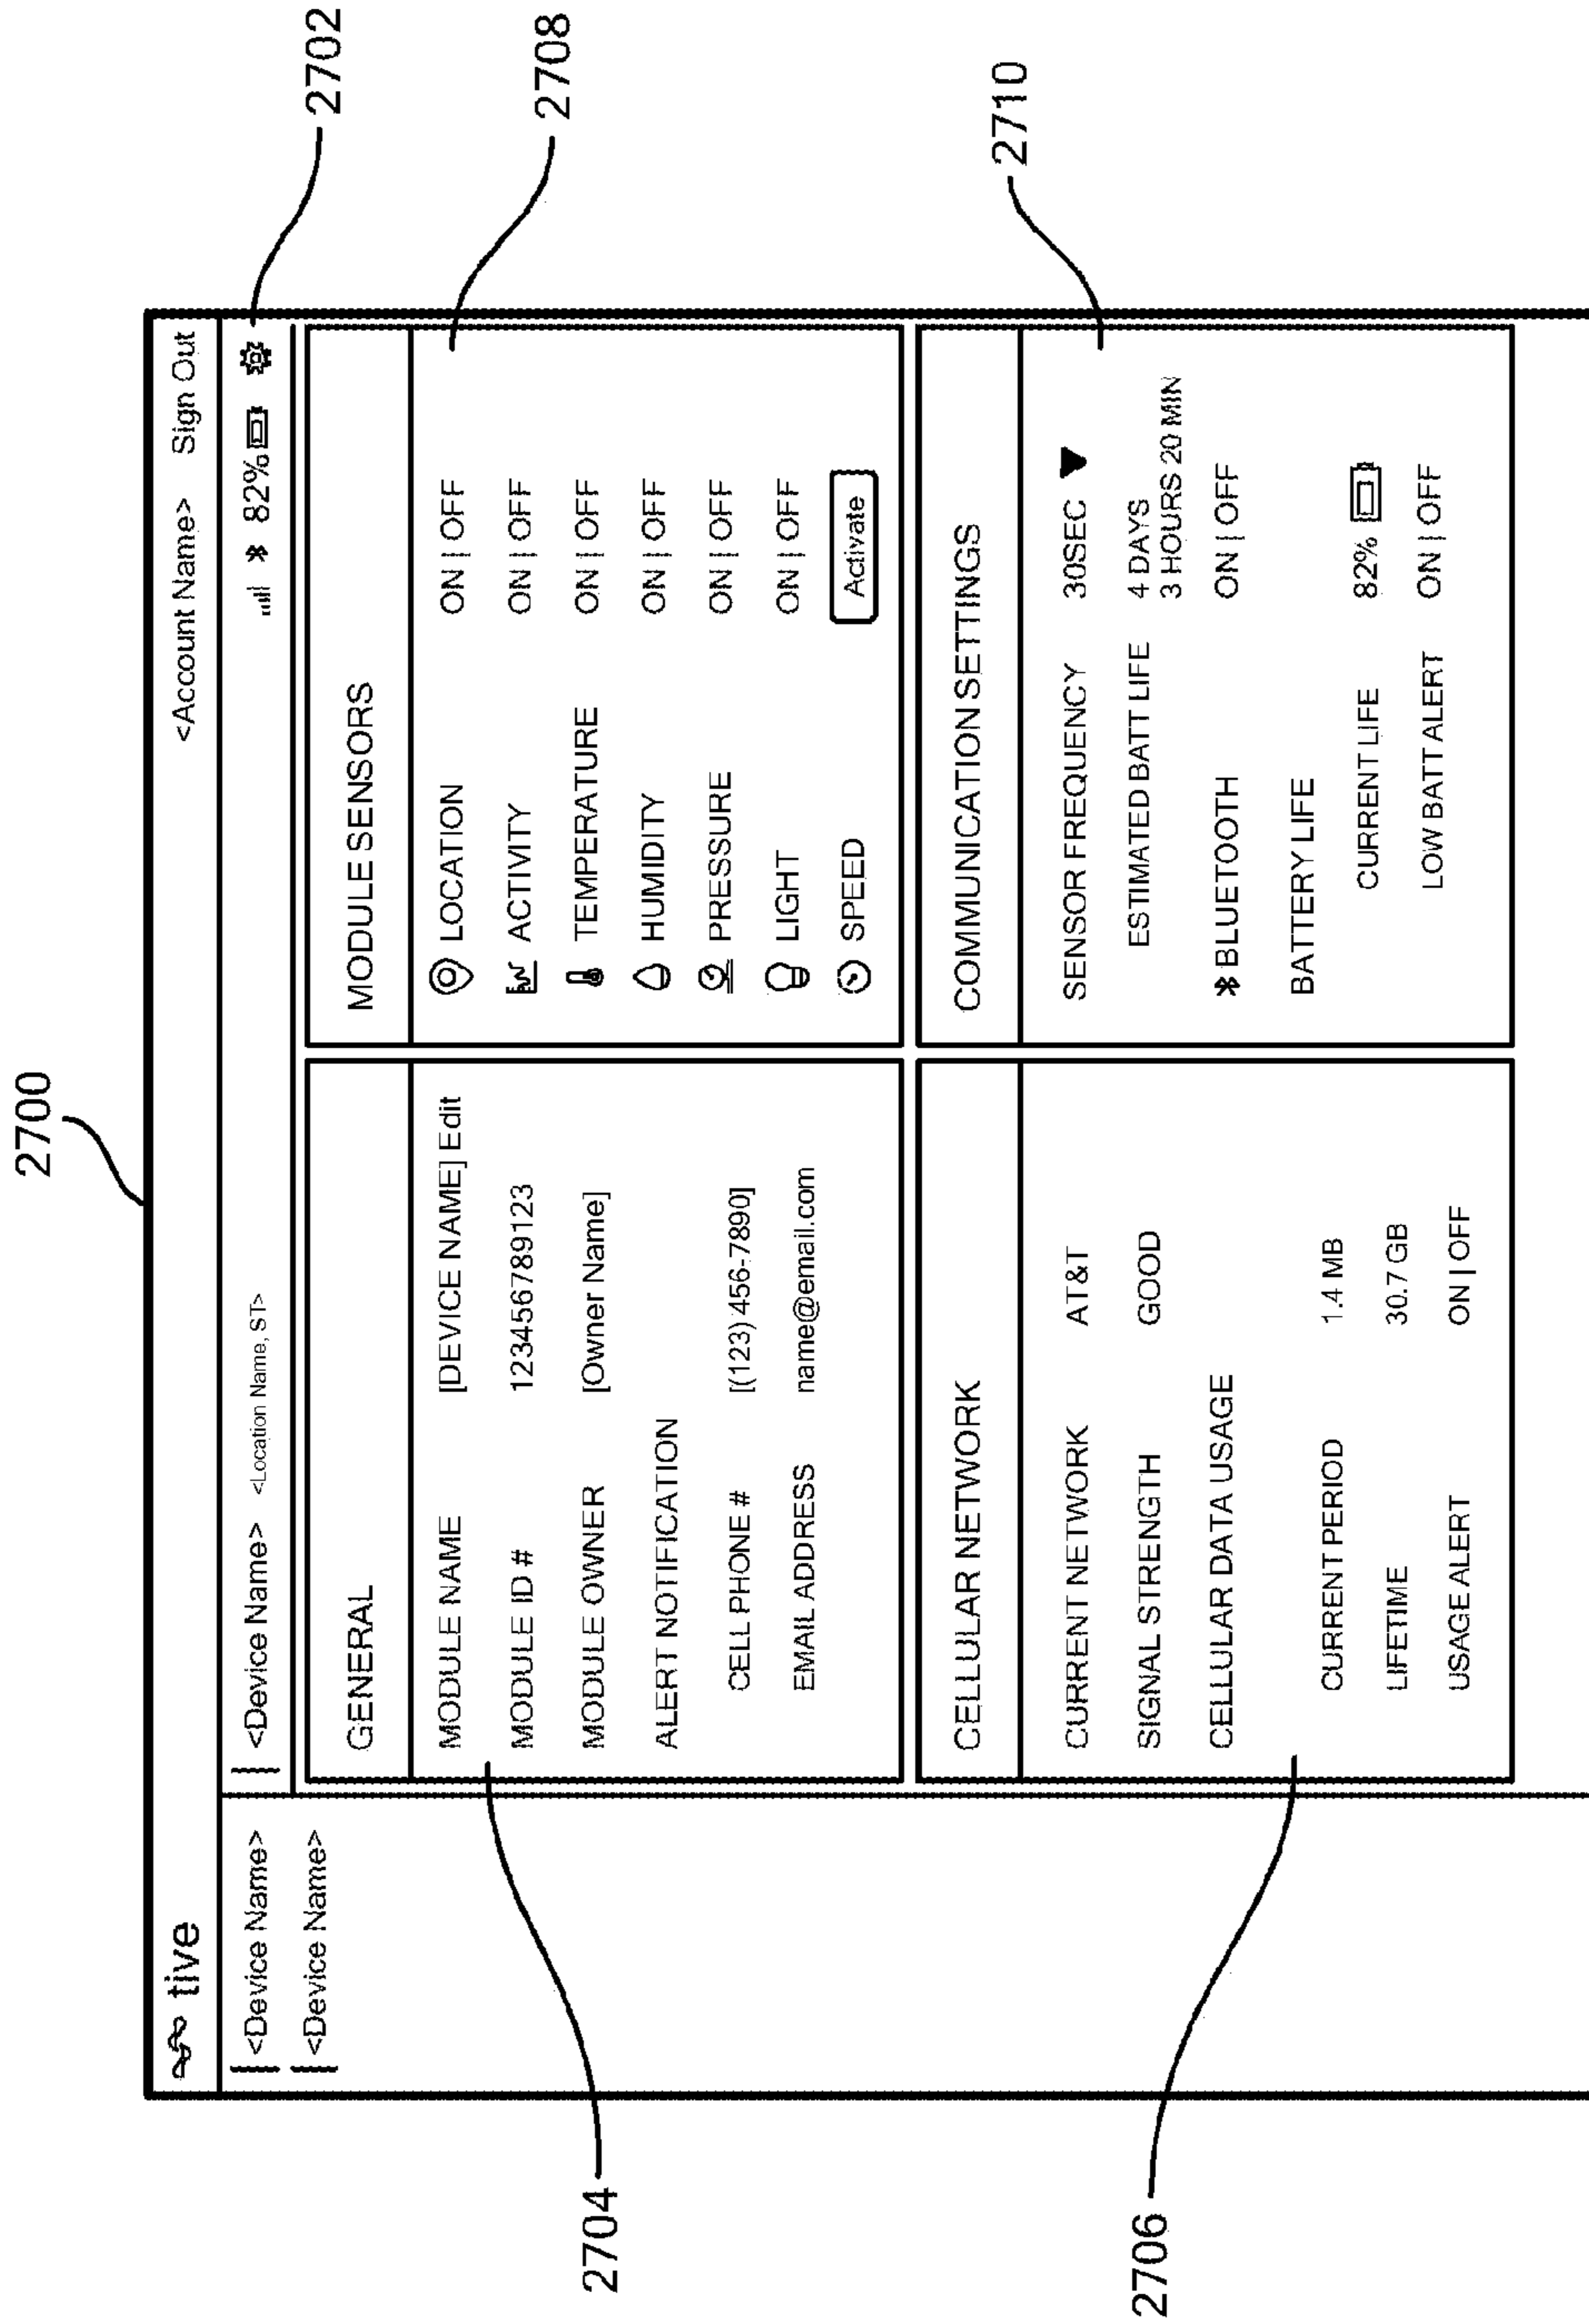 2700
tive
<Account Name> Sign Out
<Device Name>
<Device Name>
<Device Name> <Location Name, ST>
82%
2702
GENERAL
MODULE NAME [DEVICE NAME] Edit
MODULE ID # 123456789123
MODULE OWNER [Owner Name]
ALERT NOTIFICATION
CELL PHONE # [(123) 456-7890]
EMAIL ADDRESS name@email.com
2704
MODULE SENSORS
LOCATION ON | OFF
ACTIVITY ON | OFF
TEMPERATURE ON | OFF
HUMIDITY ON | OFF
PRESSURE ON | OFF
LIGHT ON | OFF
SPEED Activate
2708
CELLULAR NETWORK
CURRENT NETWORK AT&T
SIGNAL STRENGTH GOOD
CELLULAR DATA USAGE
CURRENT PERIOD 1.4 MB
LIFETIME 30.7 GB
USAGE ALERT ON | OFF
2706
COMMUNICATION SETTINGS
SENSOR FREQUENCY 30SEC
ESTIMATED BATT LIFE 4 DAYS
3 HOURS 20 MIN
BLUETOOTH ON | OFF
BATTERY LIFE
CURRENT LIFE 82%
LOW BATT ALERT ON | OFF
2710